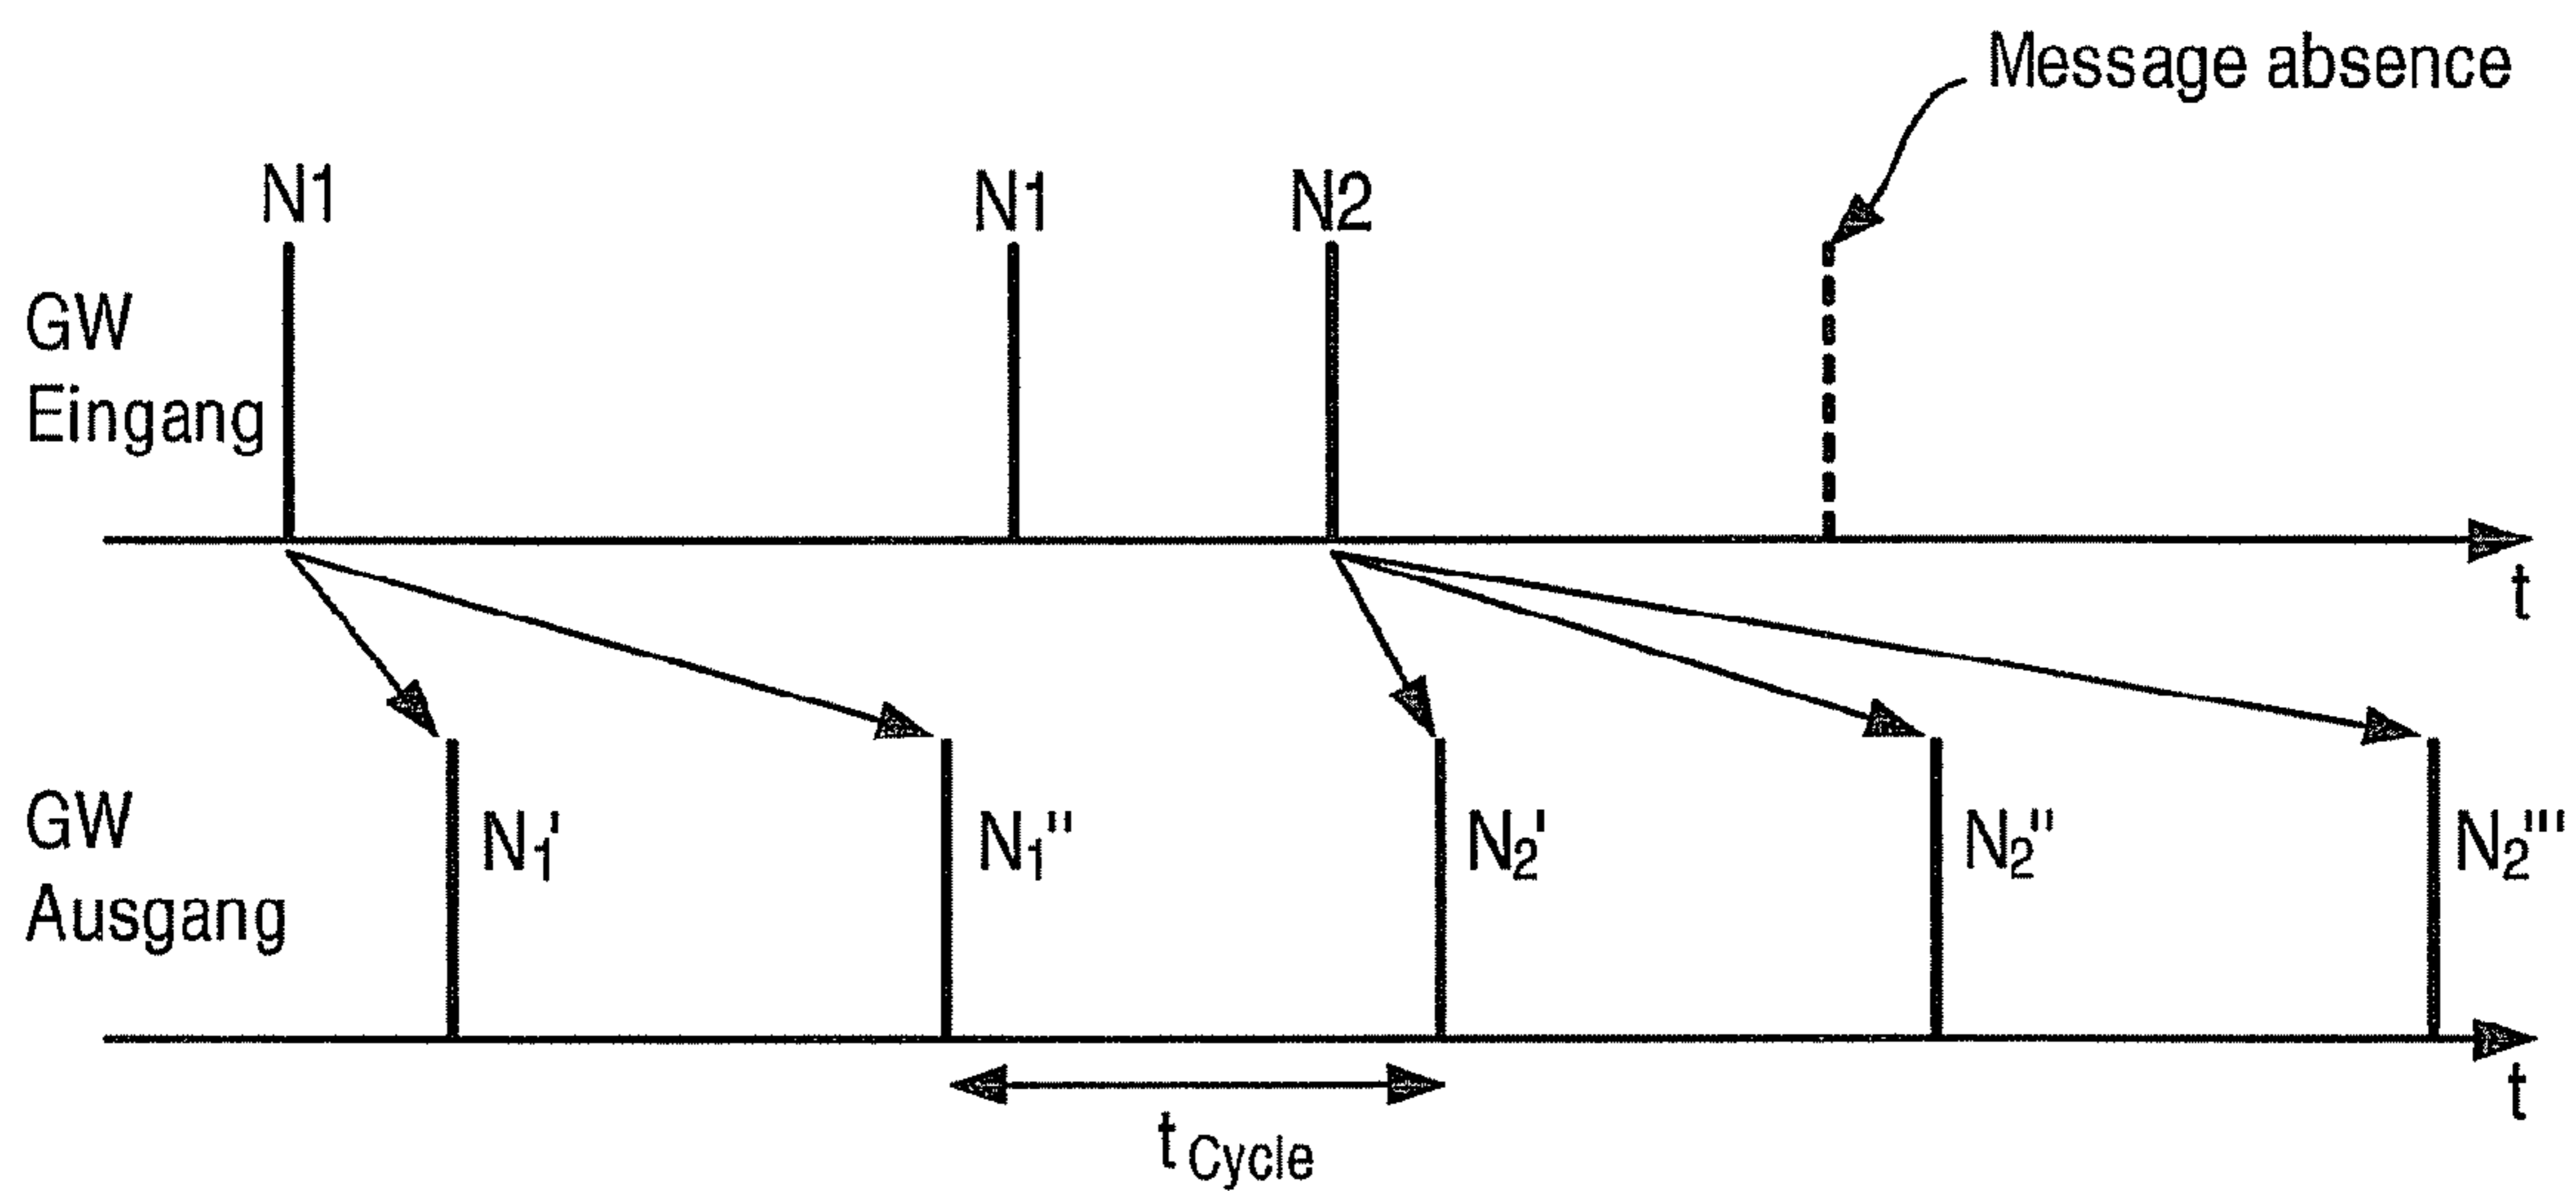 Message absence
N1
N1
N2
GW
Eingang
t
GW
Ausgang
N₁'
N₁''
N₂'
N₂''
N₂'''
t
t Cycle